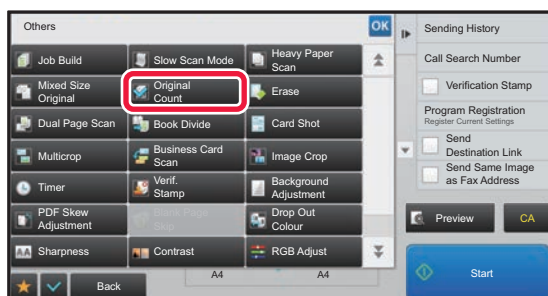 Others
OK
Job Build
Slow Scan Mode
Heavy Paper
Scan
Mixed Size
Original
Original
Count
Erase
Dual Page Scan
Book Divide
Card Shot
Multicrop
Business Card
Scan
Image Crop
Timer
Verif.
Stamp
Background
Adjustment
PDF Skew
Adjustment
Blank Page
Skip
Drop Out
Colour
AA Sharpness
Contrast
RGB Adjust
Back
A4
A4
Sending History
Call Search Number
Verification Stamp
Program Registration
Register Current Settings
Send
Destination Link
Send Same Image
as Fax Address
Preview
CA
Start